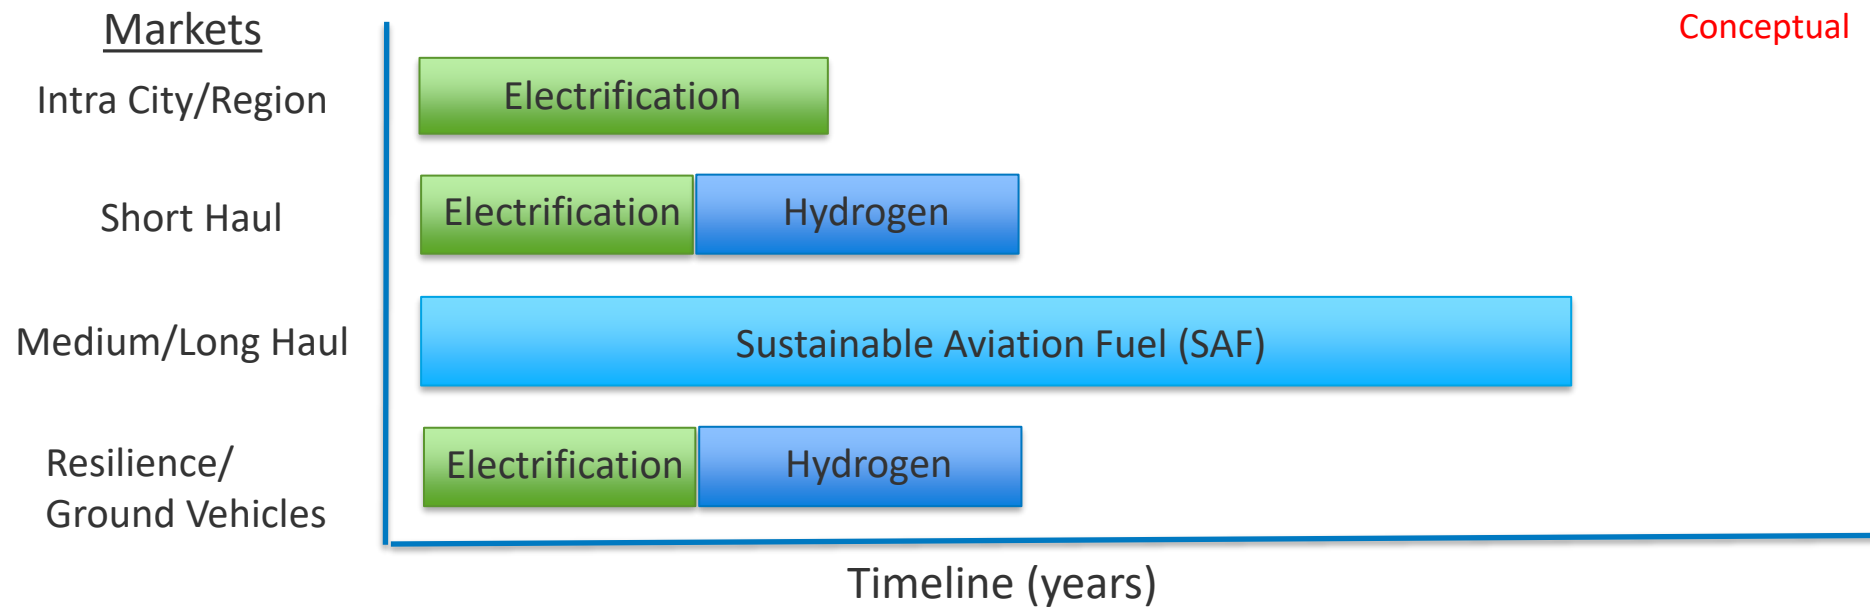 Markets
Conceptual
Intra City/Region
Electrification
Short Haul
Electrification
Hydrogen
Medium/Long Haul
Sustainable Aviation Fuel (SAF)
Resilience/
Ground Vehicles
Electrification
Hydrogen
Timeline (years)